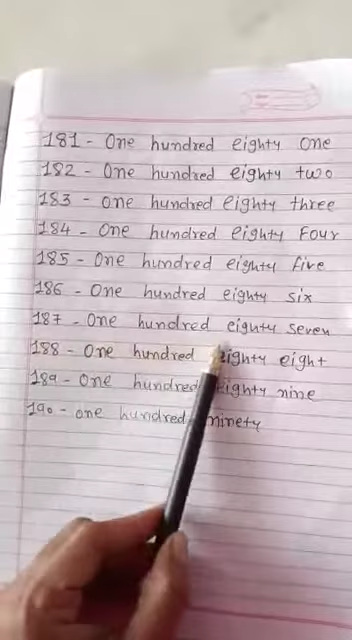 181 - One hundred eighty one
182 - One hundred eighty two
183 - one hundred eighty three
184 - One hundred eighty Four
185 - One hundred eighty five
186 - One hundred eighty six
187 - One hundred eighty seven
188 - One hundred eighty eight
189 - One hundred eighty nine
190 - one hundred ninety